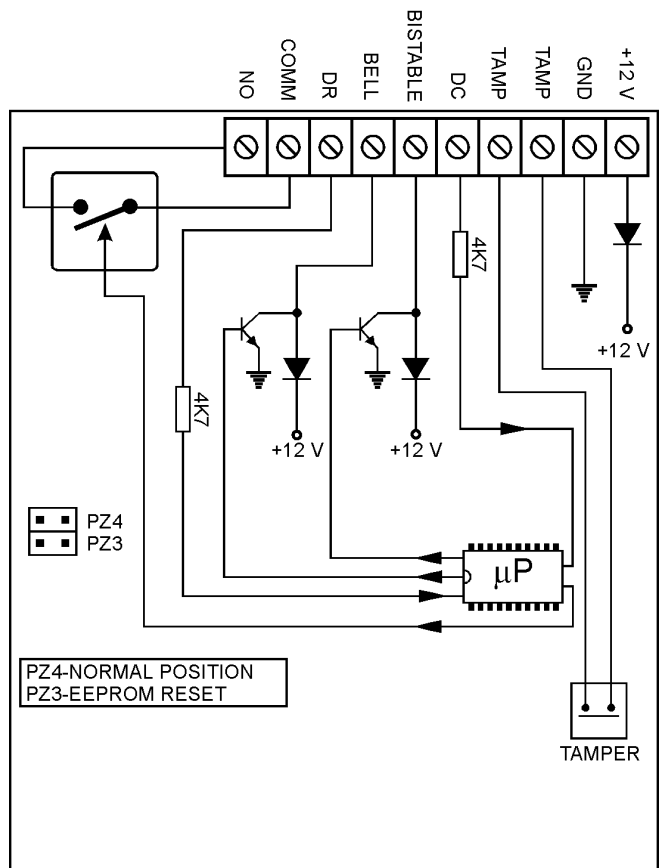 NO
COMM
DR
BELL
BISTABLE
DC
TAMP
TAMP
GND
+12 V
4K7
+12 V
4K7
+12 V
+12 V
PZ4
PZ3
µP
PZ4-NORMAL POSITION
PZ3-EEPROM RESET
TAMPER